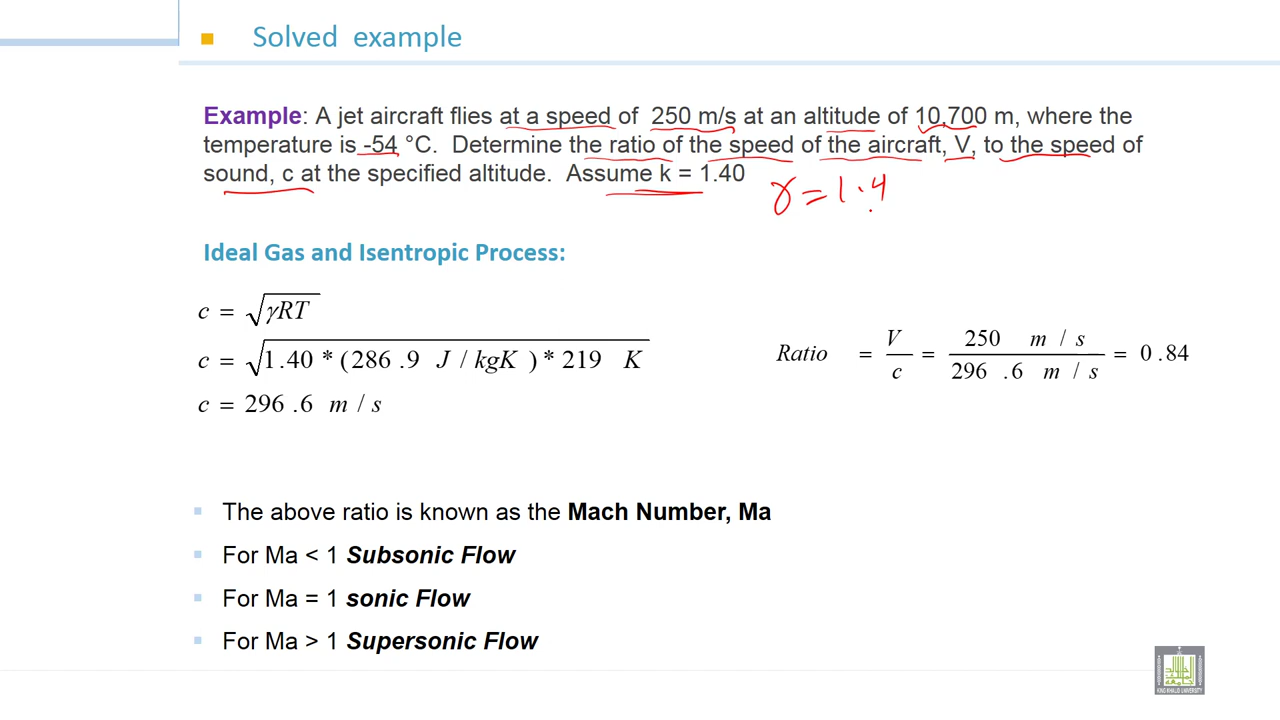 Solved example
Example: A jet aircraft flies at a speed of 250 m/s at an altitude of 10,700 m, where the
temperature is -54 °C. Determine the ratio of the speed of the aircraft, V, to the speed of
sound, c at the specified altitude. Assume k = 1.40
γ = 1.4
Ideal Gas and Isentropic Process:
c = √γRT
c = √1.40 * (286 .9 J / kgK ) * 219 K
c = 296 .6 m / s
Ratio = V/c = 250 m / s / 296 .6 m / s = 0 .84
The above ratio is known as the Mach Number, Ma
For Ma < 1 Subsonic Flow
For Ma = 1 sonic Flow
For Ma > 1 Supersonic Flow
KING KHALID UNIVERSITY